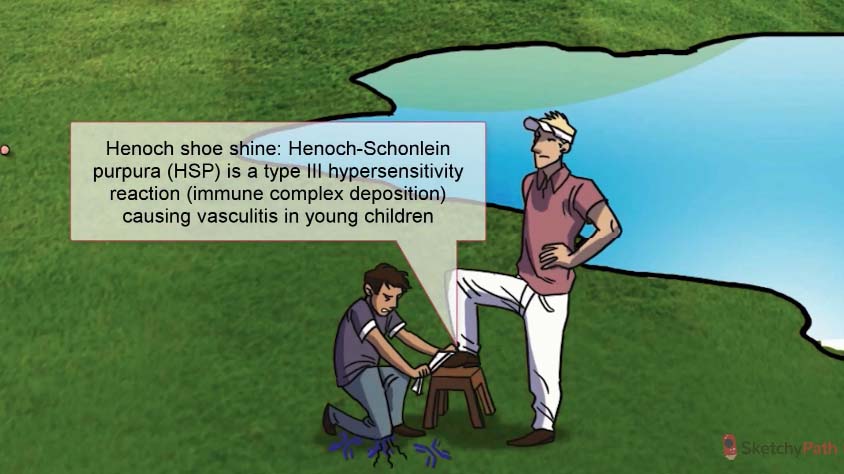 Henoch shoe shine: Henoch-Schonlein
purpura (HSP) is a type III hypersensitivity
reaction (immune complex deposition)
causing vasculitis in young children
SketchyPath